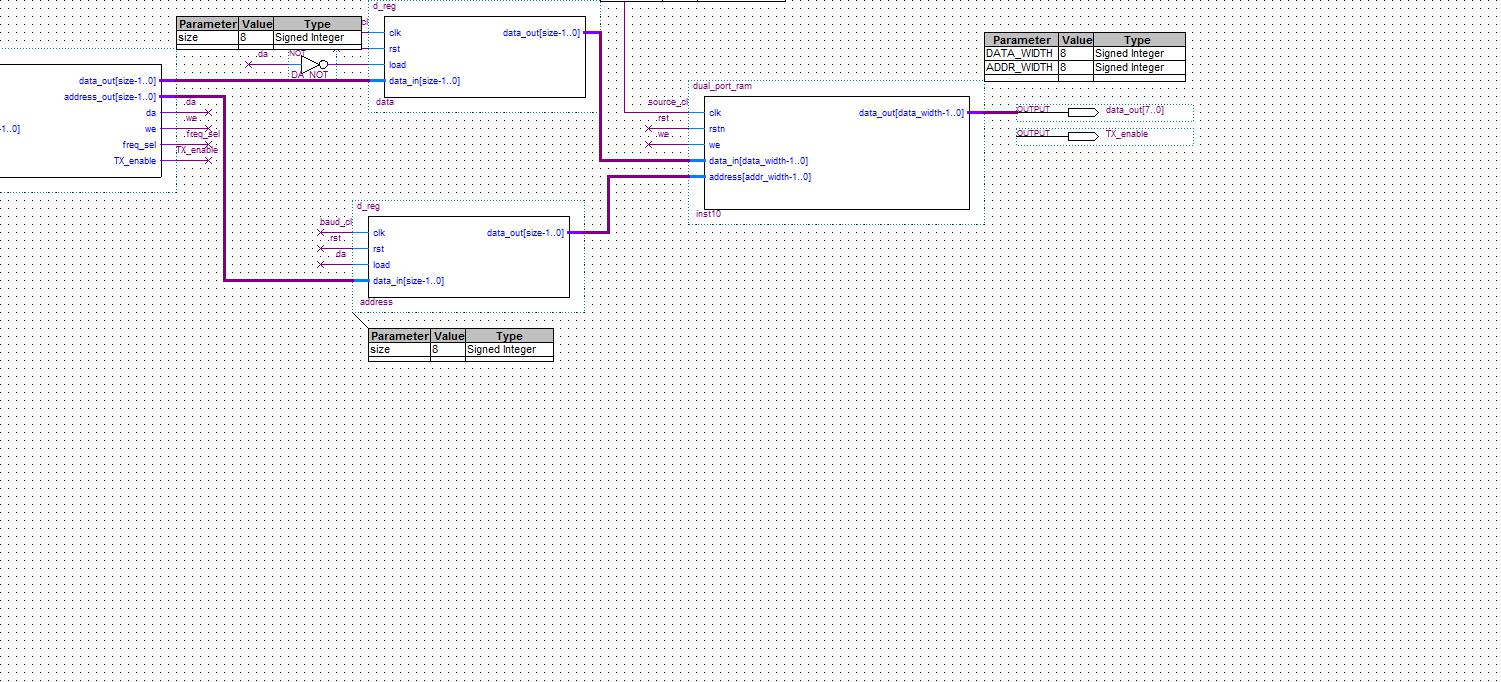 d_reg
Parameter Value Type
size 8 Signed Integer
clk
rst
load
data_in[size-1..0]
data_out[size-1..0]
data
da
NOT
DA_NOT
data_out[size-1..0]
address_out[size-1..0]
da
we
freq_sel
TX_enable
-1..0]
da
we
freq_sel
TX_enable
Parameter Value Type
DATA_WIDTH 8 Signed Integer
ADDR_WIDTH 8 Signed Integer
dual_port_ram
source_cl
rst
we
clk
rstn
we
data_in[data_width-1..0]
address[addr_width-1..0]
data_out[data_width-1..0]
inst10
OUTPUT data_out[7..0]
OUTPUT TX_enable
d_reg
baud_cl
rst
da
clk
rst
load
data_in[size-1..0]
data_out[size-1..0]
address
Parameter Value Type
size 8 Signed Integer